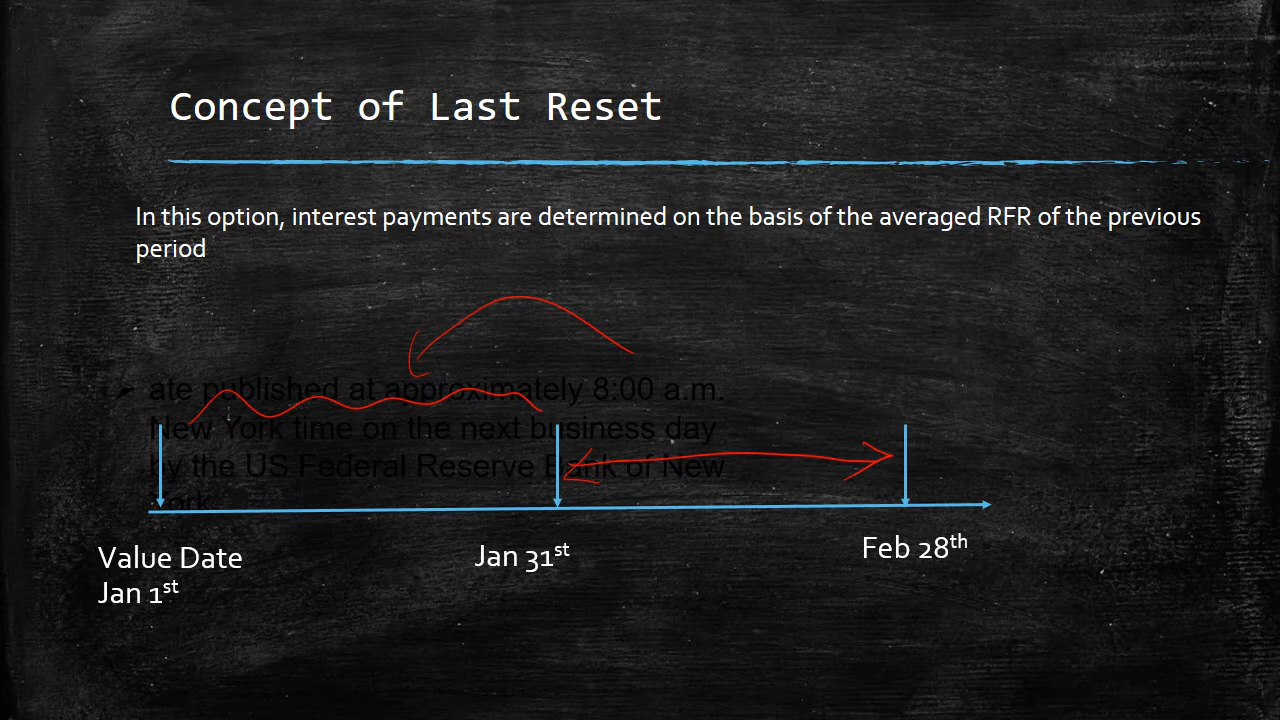 Concept of Last Reset
In this option, interest payments are determined on the basis of the averaged RFR of the previous
period
➢ ate published at approximately 8:00 a.m.
New York time on the next business day
by the US Federal Reserve Bank of New
York
Value Date
Jan 1st
Jan 31st
Feb 28th